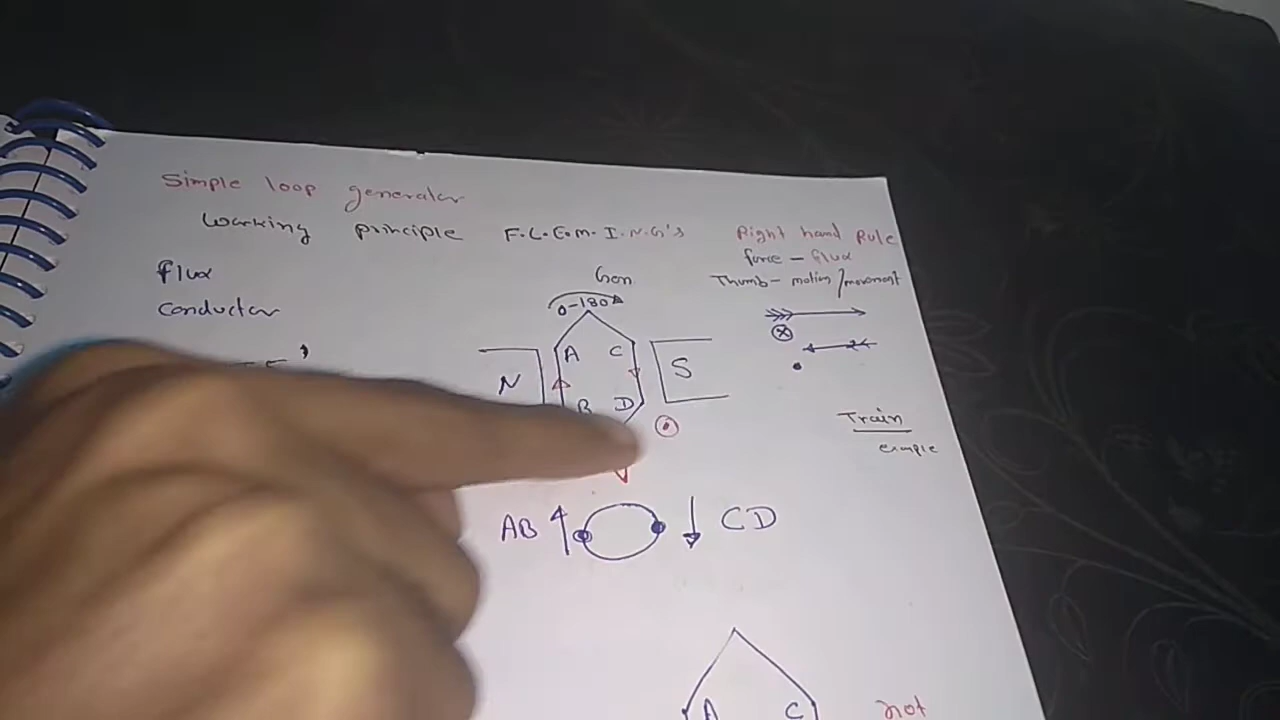 Simple loop generator
Working principle F.L.E.M.I.N.G's Right hand Rule
force - flux
Thumb - motion/movement
flux
conductor
Gen
0-180
A C
N S
B D
Train
example
AB CD
A C not